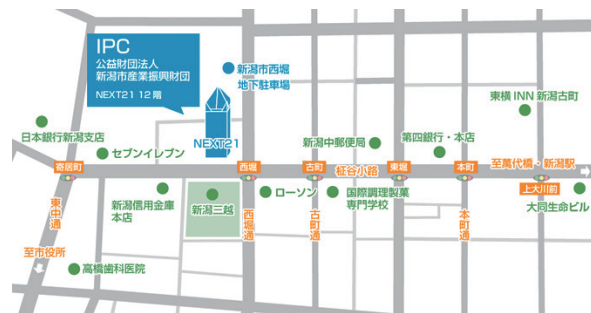 IPC
公益財団法人
新潟市産業振興財団
NEXT21 12階
新潟市西堀
地下駐車場
東横 INN 新潟古町
日本銀行新潟支店
セブンイレブン
NEXT21
新潟中郵便局
第四銀行・本店
寄居町
西堀
古町
柾谷小路
東堀
本町
至萬代橋・新潟駅
上大川前
東中通
新潟信用金庫
本店
新潟三越
西堀通
ローソン
古町通
国際調理製菓
専門学校
本町通
大同生命ビル
至市役所
高橋歯科医院